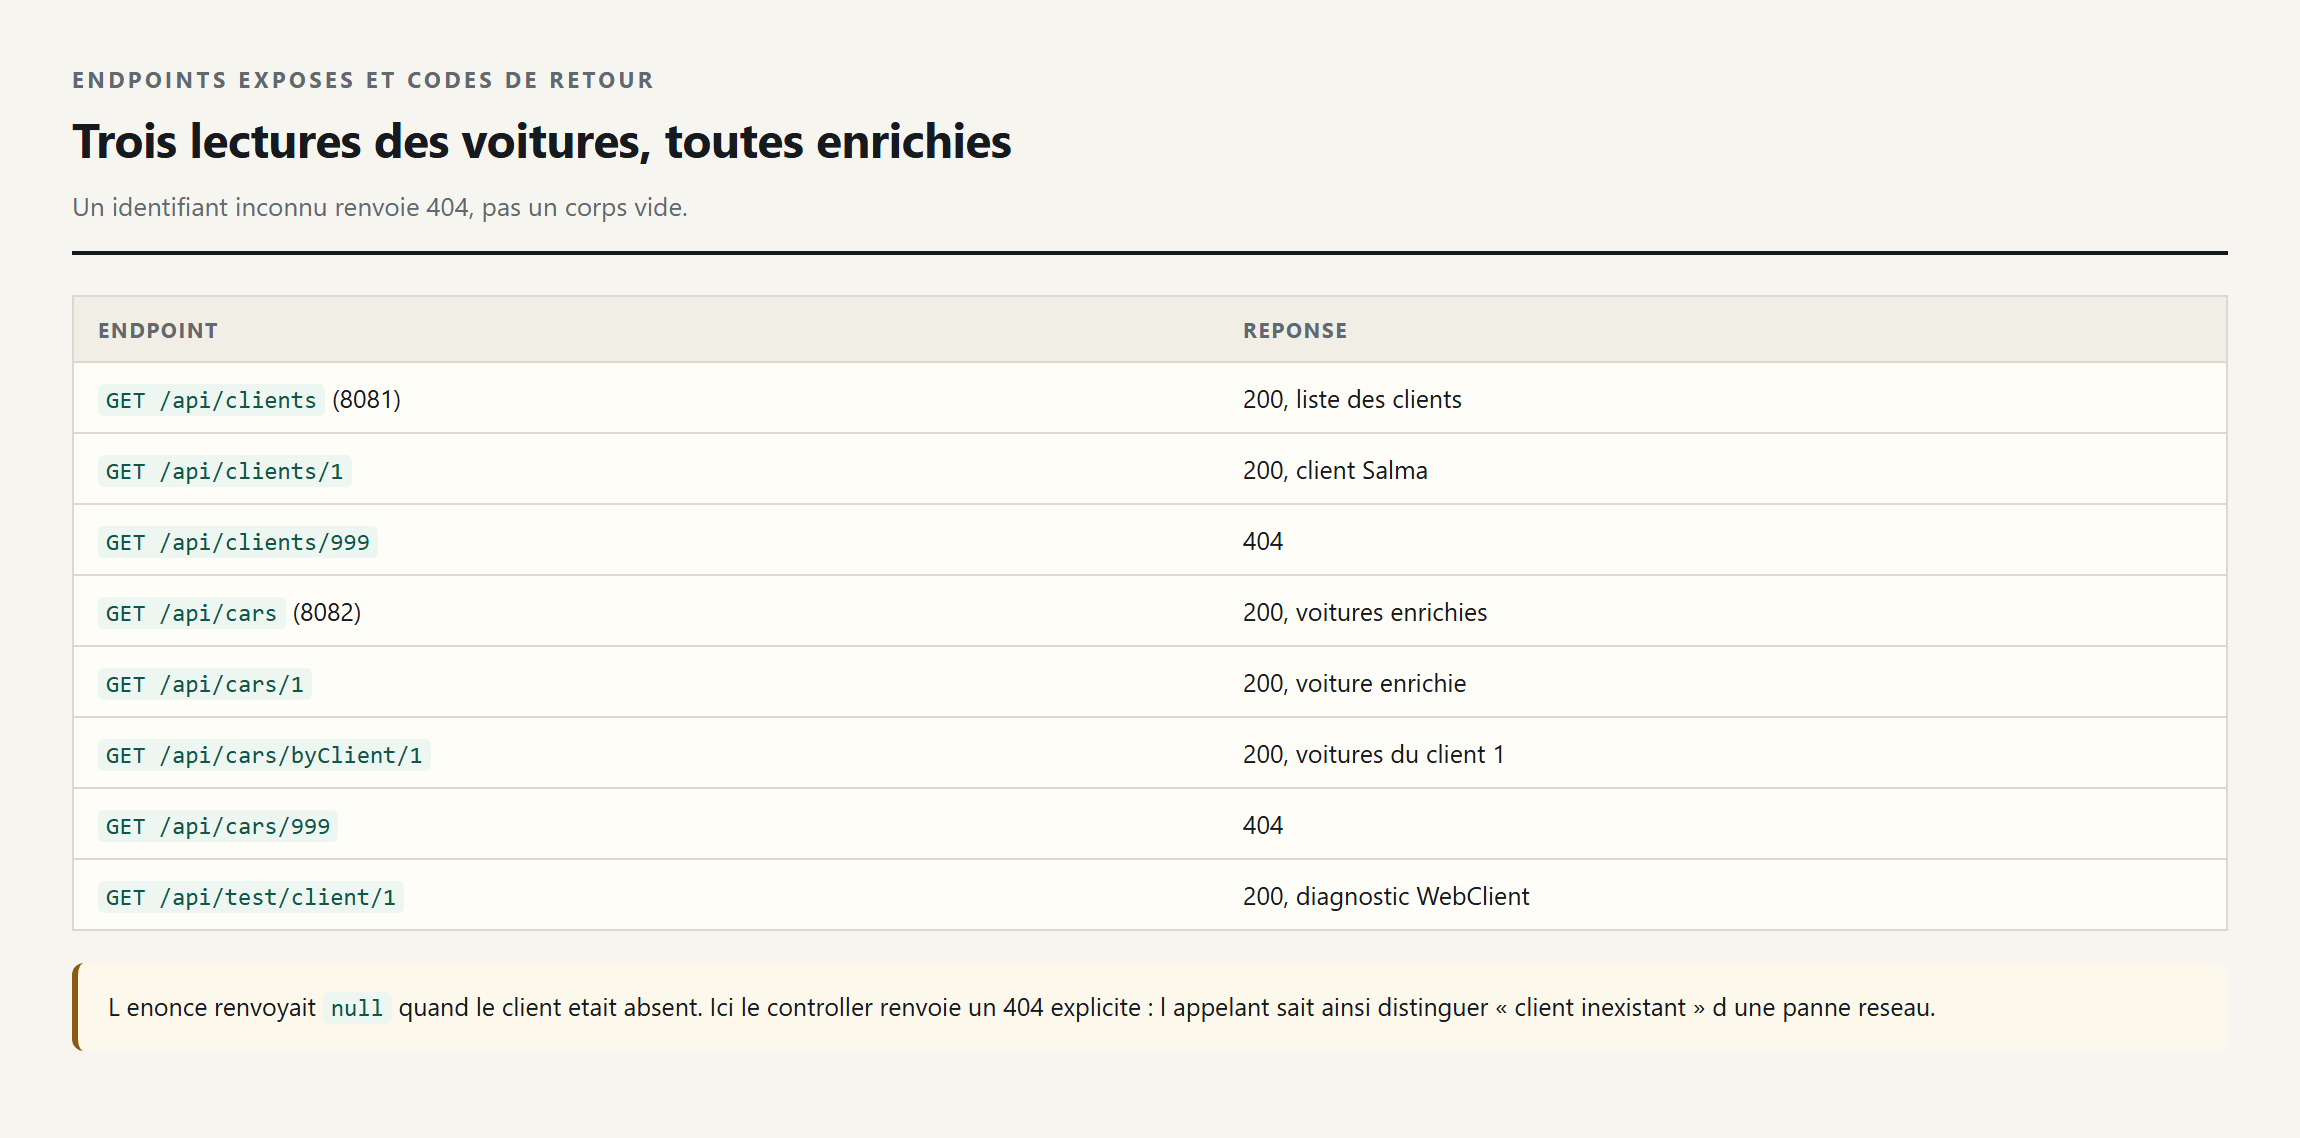 ENDPOINTS EXPOSES ET CODES DE RETOUR
Trois lectures des voitures, toutes enrichies
Un identifiant inconnu renvoie 404, pas un corps vide.
ENDPOINT REPONSE
GET /api/clients (8081) 200, liste des clients
GET /api/clients/1 200, client Salma
GET /api/clients/999 404
GET /api/cars (8082) 200, voitures enrichies
GET /api/cars/1 200, voiture enrichie
GET /api/cars/byClient/1 200, voitures du client 1
GET /api/cars/999 404
GET /api/test/client/1 200, diagnostic WebClient
L enonce renvoyait null quand le client etait absent. Ici le controller renvoie un 404 explicite : l appelant sait ainsi distinguer « client inexistant » d une panne reseau.